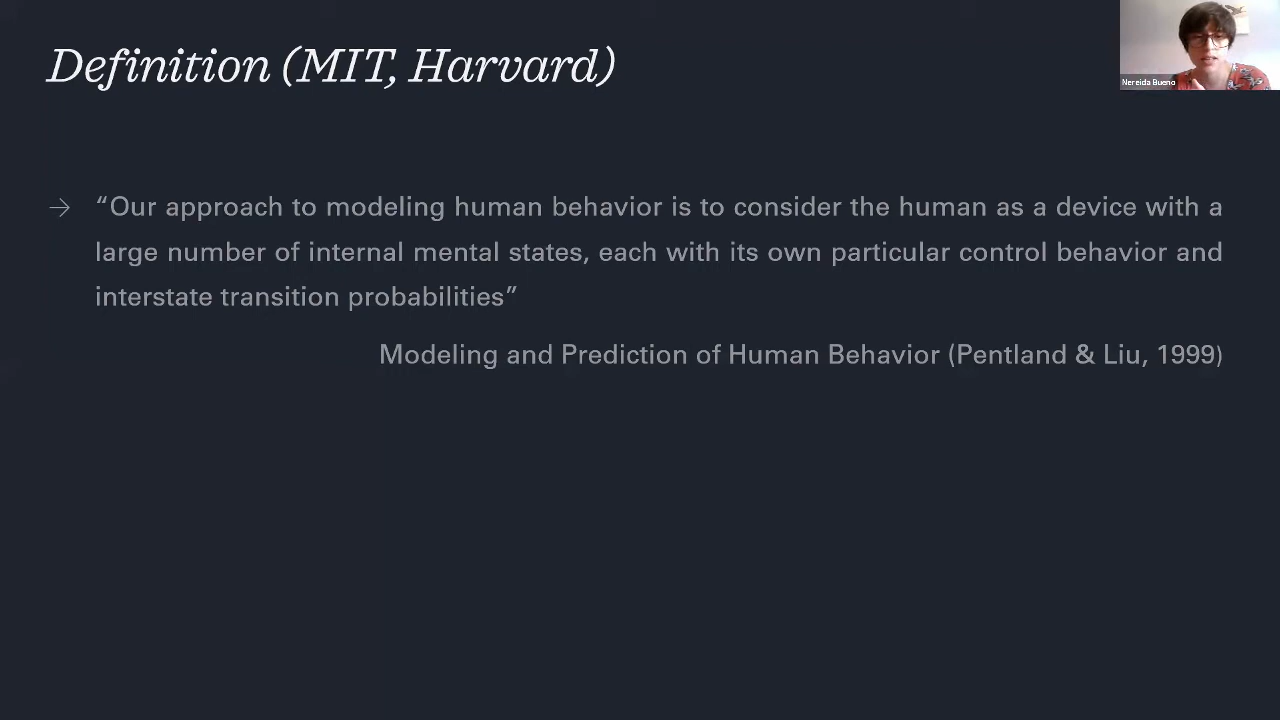 Definition (MIT, Harvard)
Nereida Bueno
→ “Our approach to modeling human behavior is to consider the human as a device with a
large number of internal mental states, each with its own particular control behavior and
interstate transition probabilities”
Modeling and Prediction of Human Behavior (Pentland & Liu, 1999)